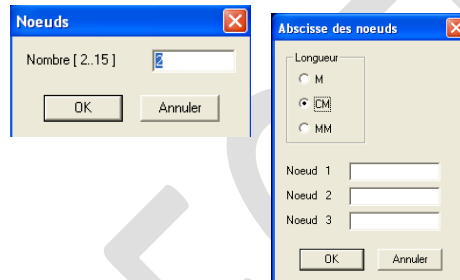 Noeuds
Nombre [ 2..15 ]
2
OK
Annuler
Abscisse des noeuds
Longueur
M
CM
MM
Noeud 1
Noeud 2
Noeud 3
OK
Annuler